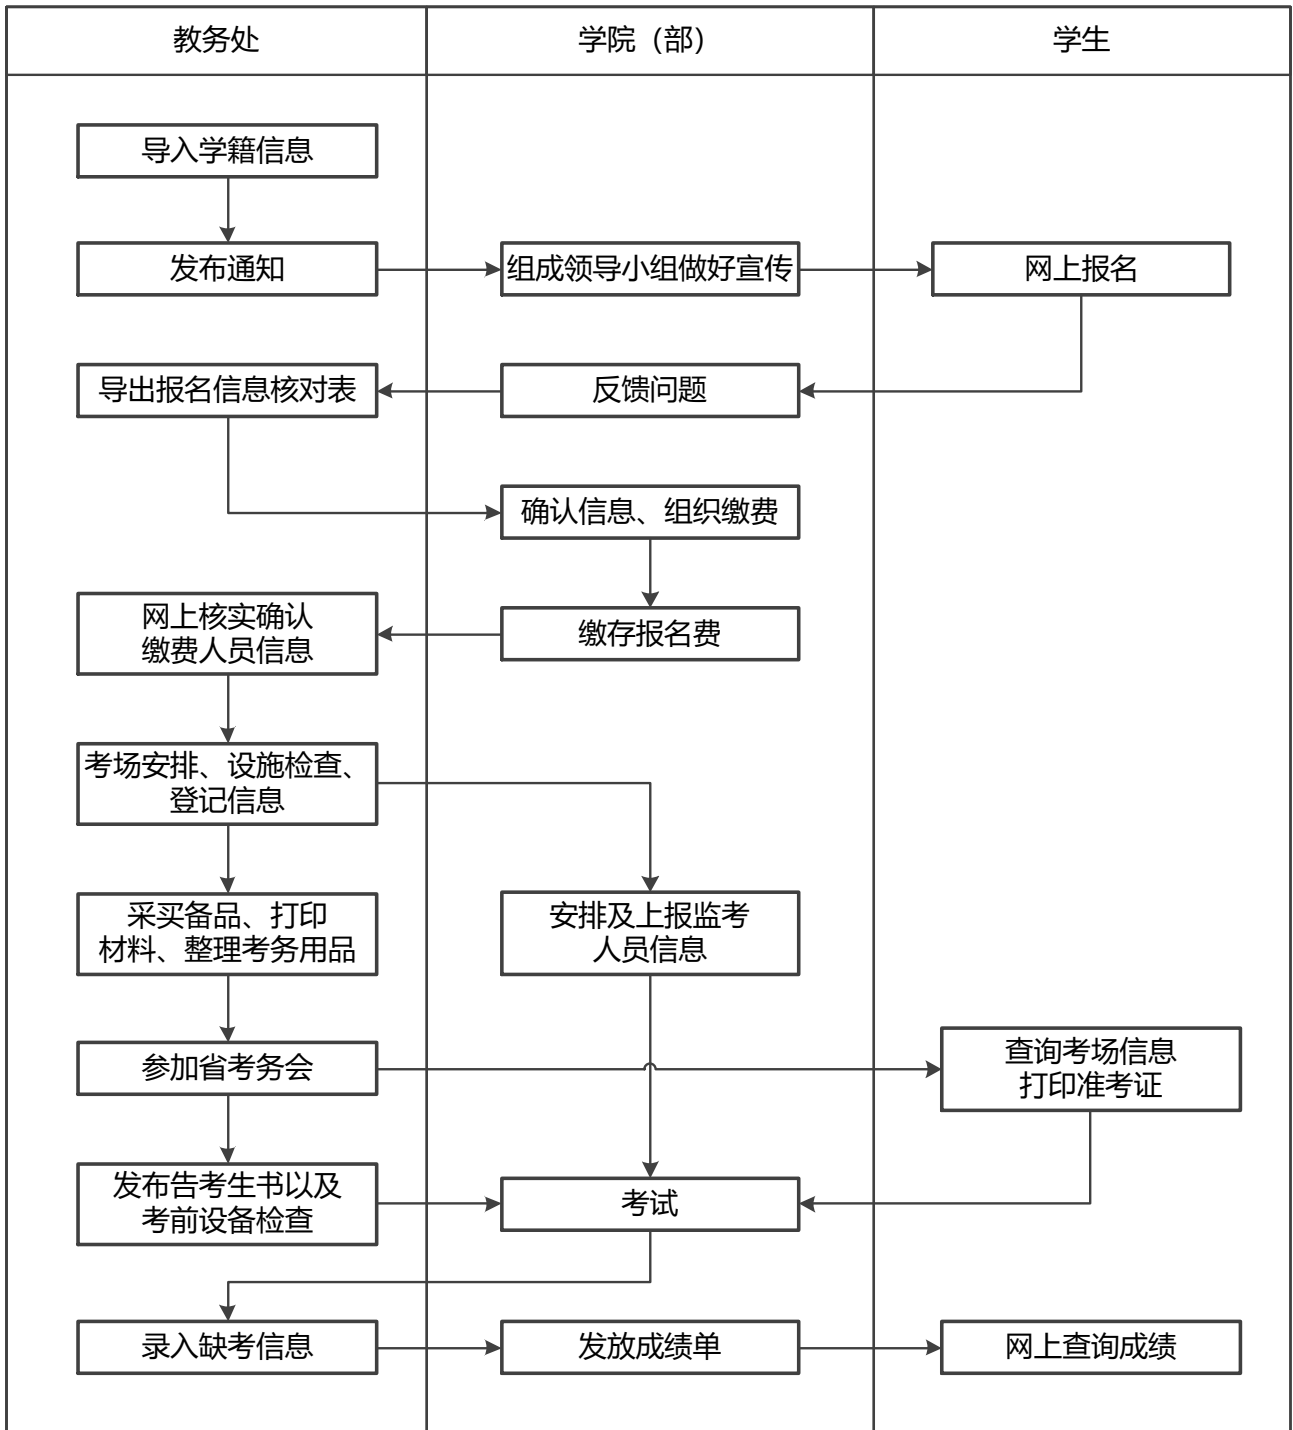 教务处
学院（部）
学生
导入学籍信息
发布通知
组成领导小组做好宣传
网上报名
导出报名信息核对表
反馈问题
确认信息、组织缴费
网上核实确认
缴费人员信息
缴存报名费
考场安排、设施检查、
登记信息
采买备品、打印
材料、整理考务用品
安排及上报监考
人员信息
参加省考务会
查询考场信息
打印准考证
发布告考生书以及
考前设备检查
考试
录入缺考信息
发放成绩单
网上查询成绩